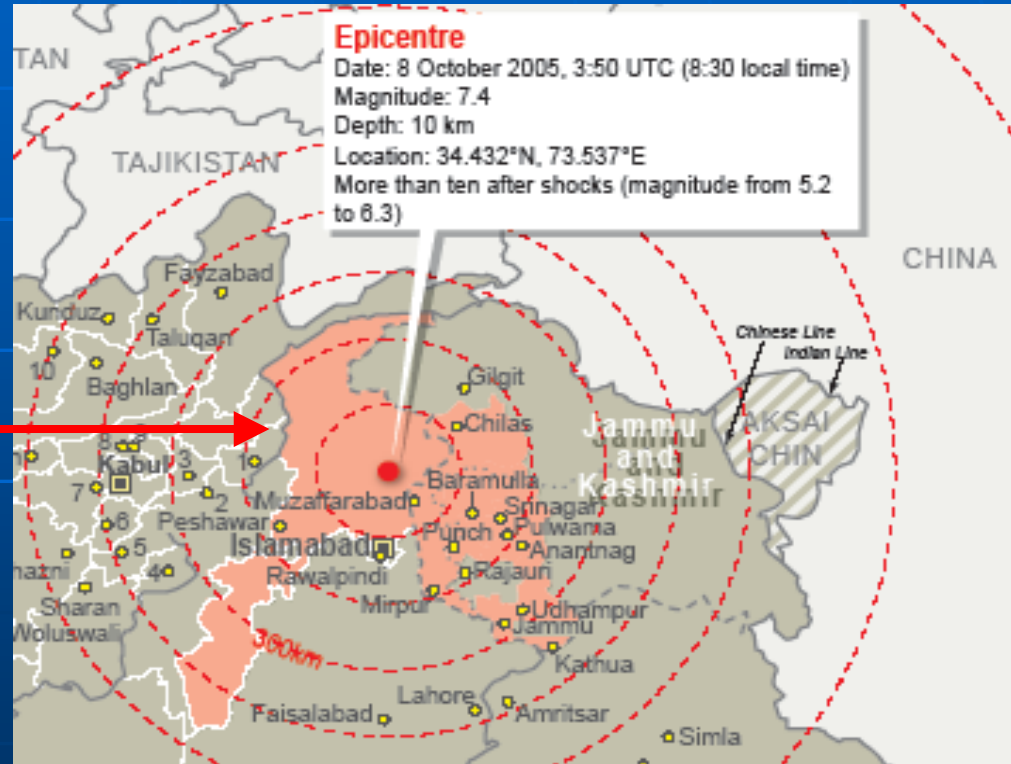 TAN
Epicentre
Date: 8 October 2005, 3:50 UTC (8:30 local time)
Magnitude: 7.4
Depth: 10 km
Location: 34.432°N, 73.537°E
More than ten after shocks (magnitude from 5.2
to 6.3)
TAJIKISTAN
CHINA
Fayzabad
Kunduz
Taluqan
Chinese Line
Indian Line
10
Baghlan
Gilgit
Chilas
Jammu
and
Kashmir
AKSAI
CHIN
8
9
Kabul
3
1
7
2
Baramulla
Muzaffarabad
Srinagar
Peshawar
Punch
Pulwama
6
Islamabad
Anantnag
5
hazni
4
Rawalpindi
Rajauri
Sharan
Mirpur
Udhampur
Woluswali
Jammu
300km
Kathua
Lahore
Faisalabad
Amritsar
Simla